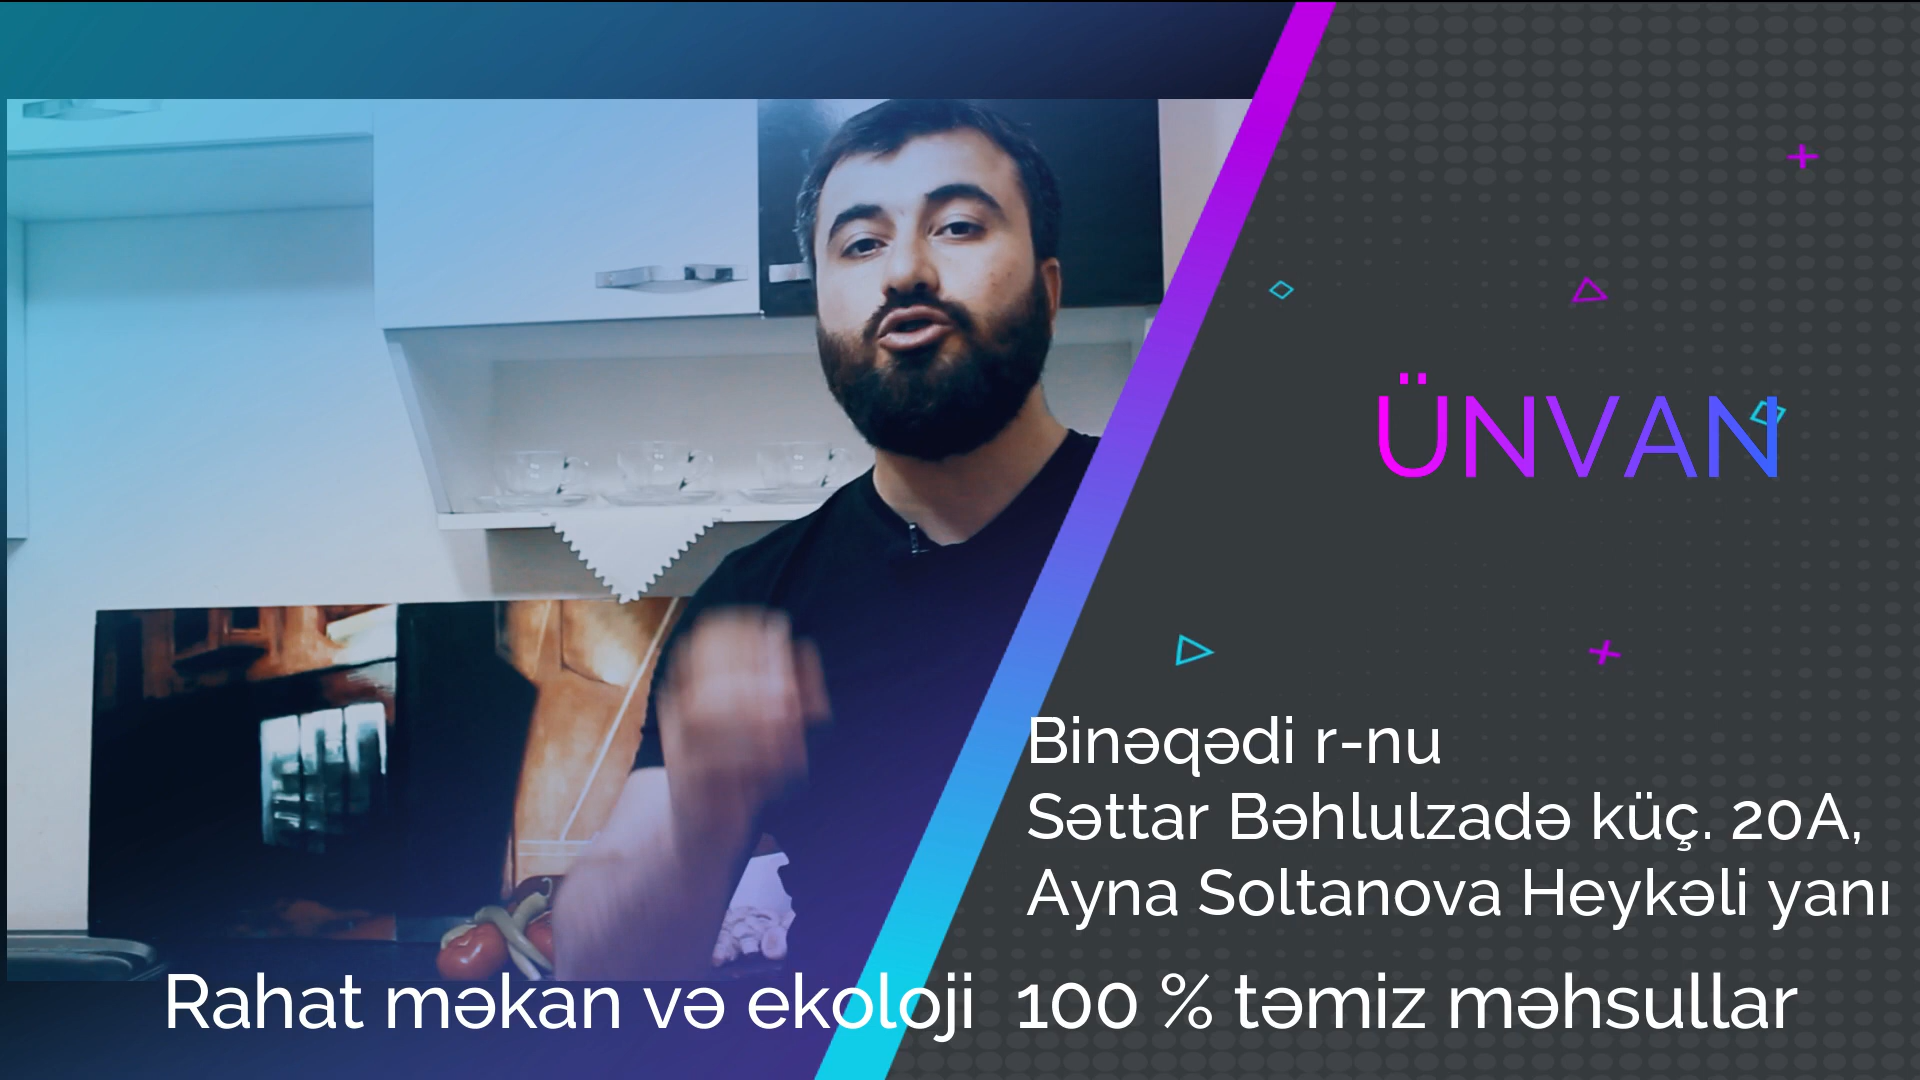 ÜNVAN
Binəqədi r-nu
Səttar Bəhlulzadə küç. 20A,
Ayna Soltanova Heykəli yanı
Rahat məkan və ekoloji 100 % təmiz məhsullar